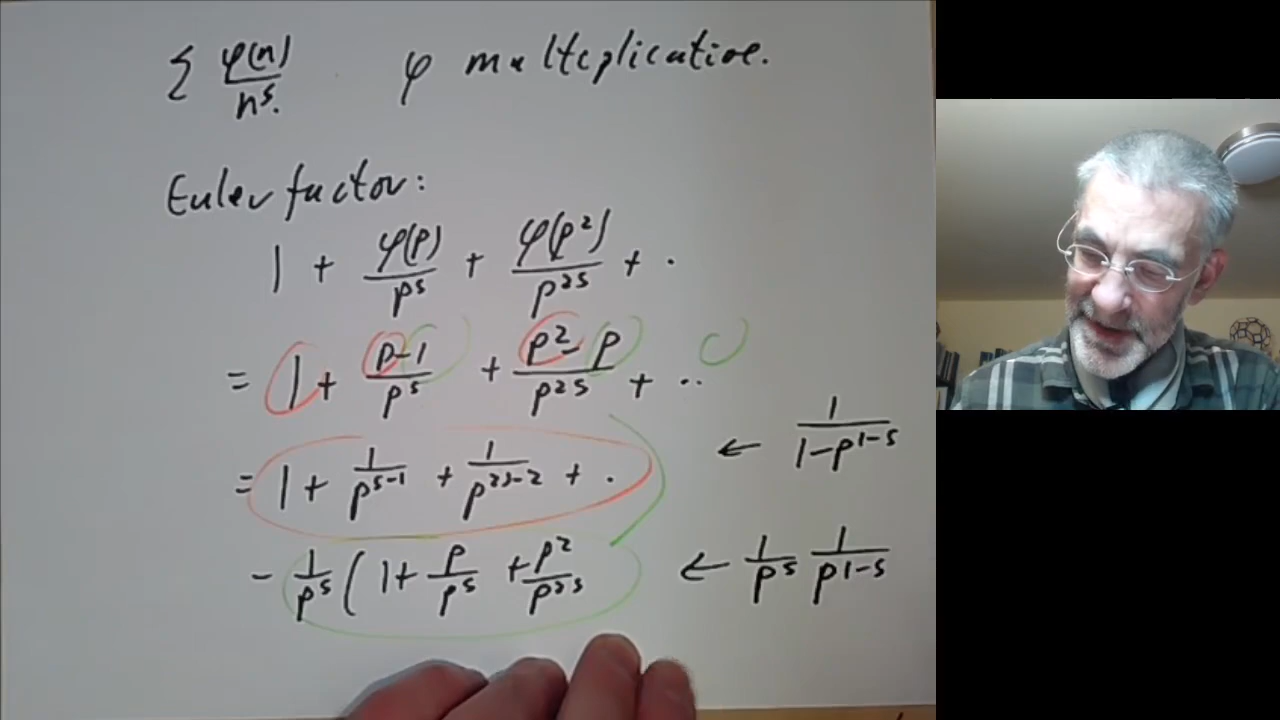 Σ φ(n)/n^s. φ multiplicative.
Euler factor:
1 + φ(p)/p^s + φ(p^2)/p^{2s} + .
= 1 + (p-1)/p^s + (p^2 - p)/p^{2s} + ..
= 1 + 1/p^{s-1} + 1/p^{2s-2} + . ← 1/(1-p^{1-s})
- 1/p^s ( 1 + p/p^s + p^2/p^{2s} ← 1/p^s 1/p^{1-s}